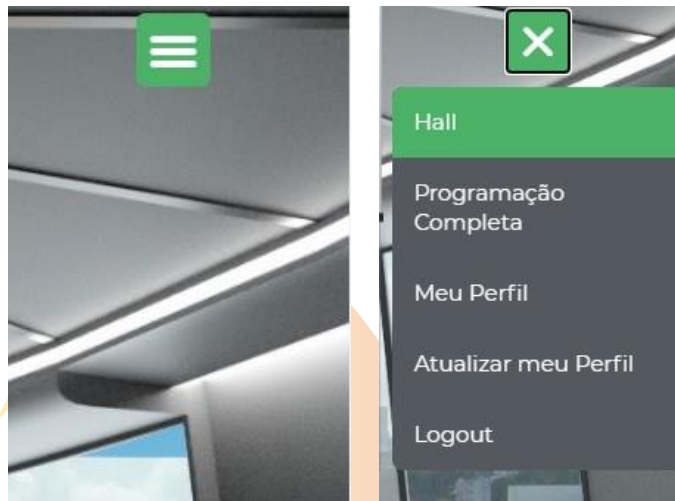 Hall
Programação
Completa
Meu Perfil
Atualizar meu Perfil
Logout